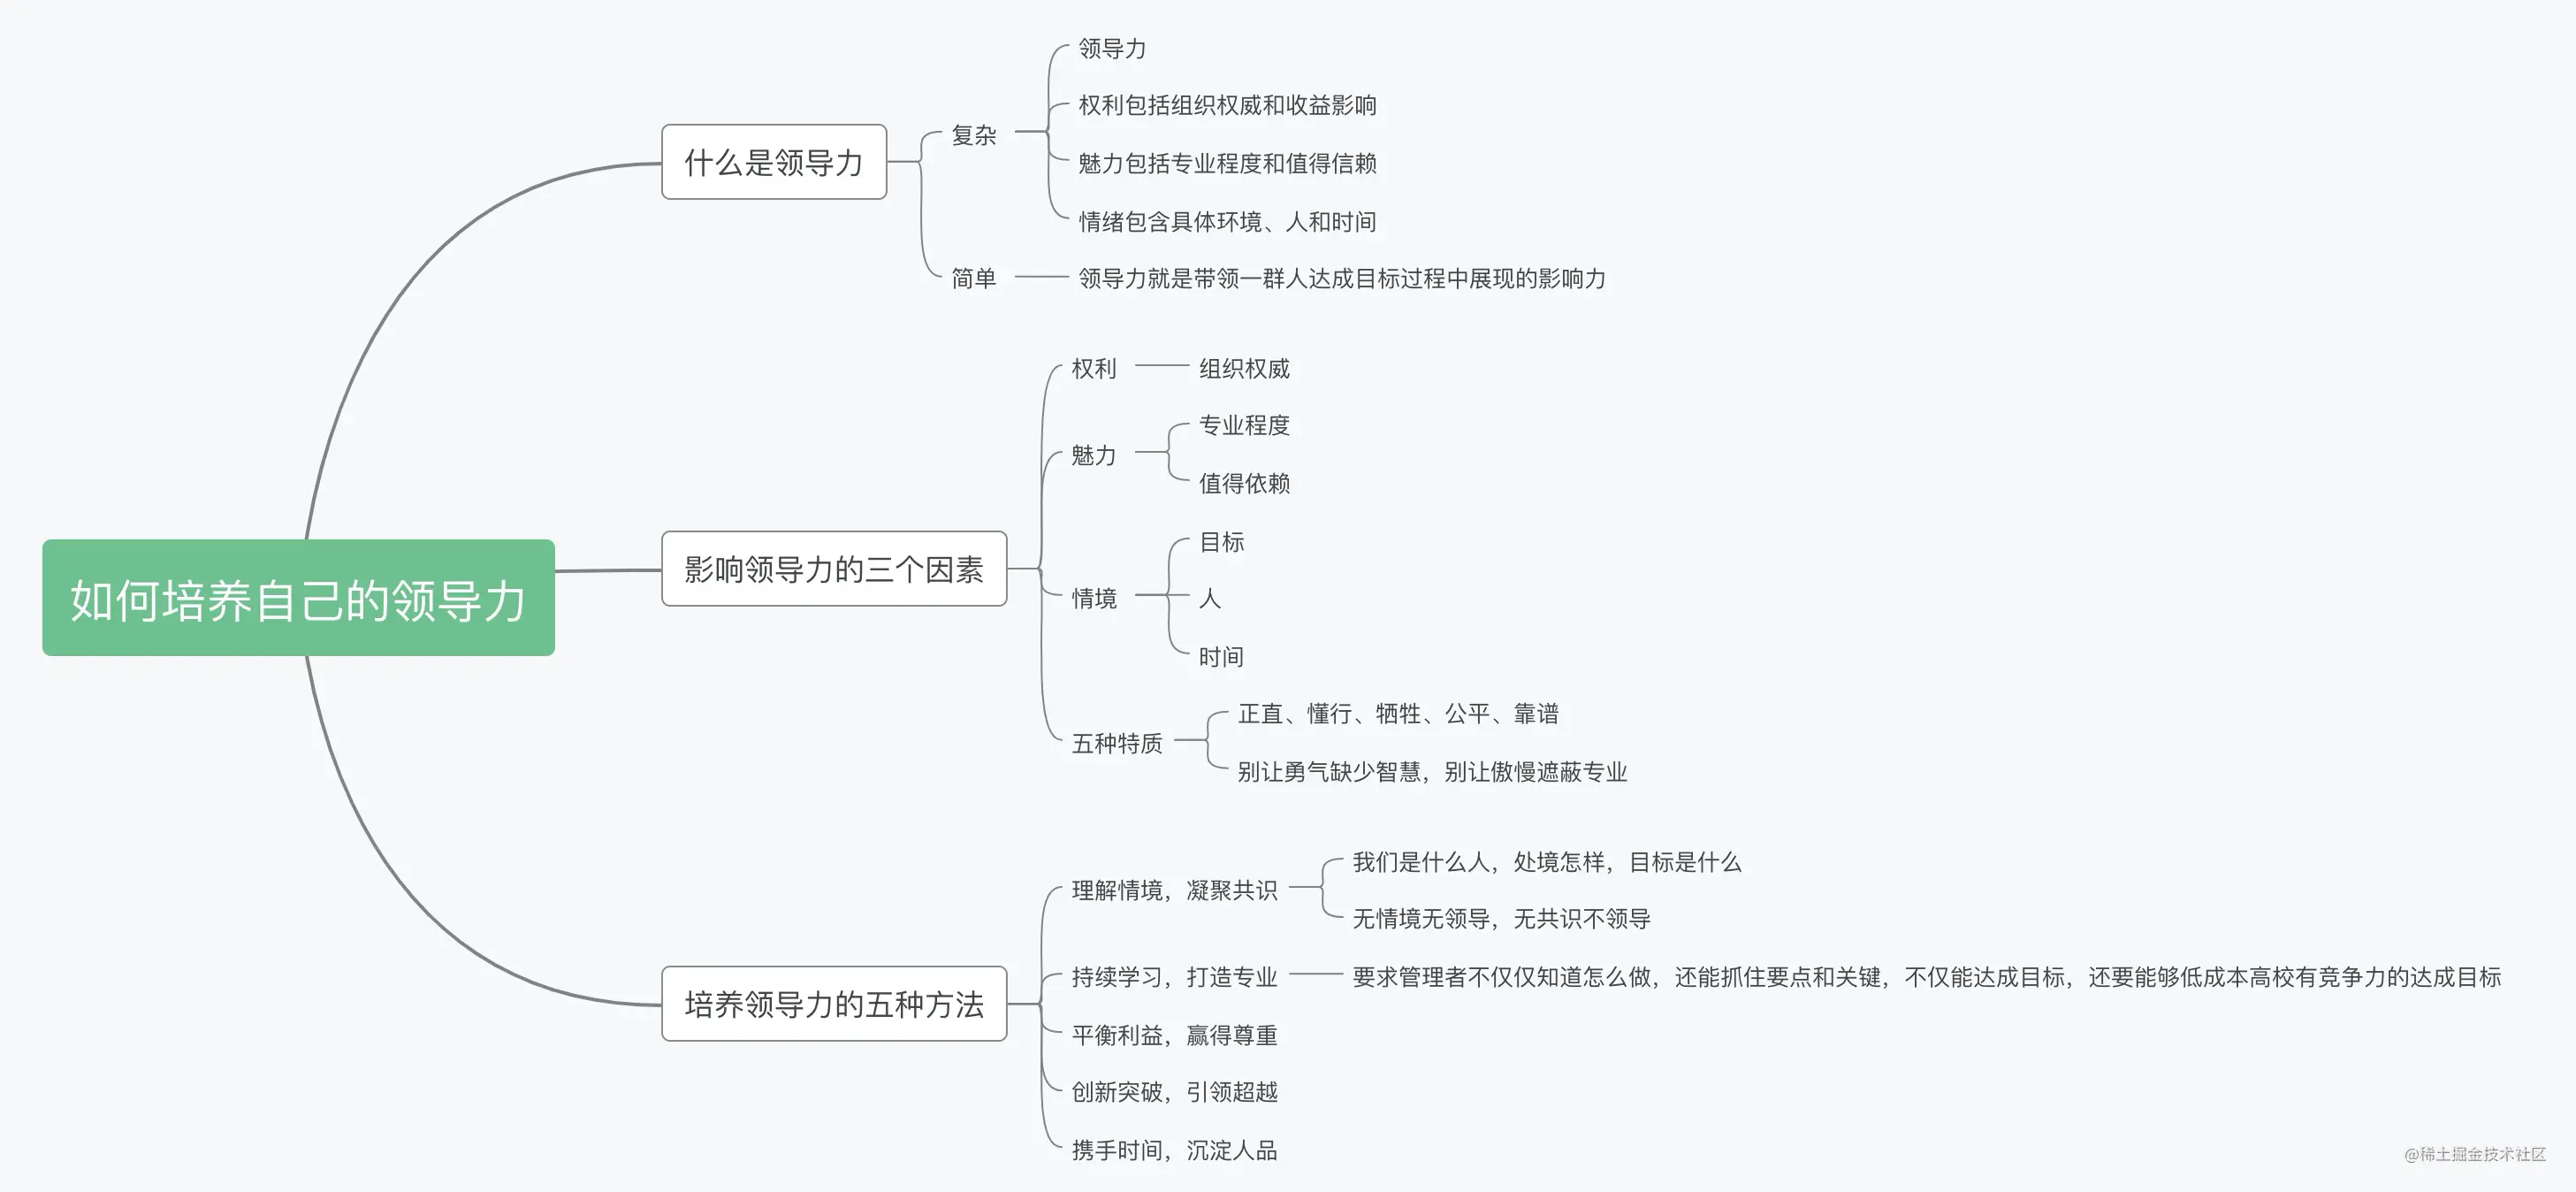 如何培养自己的领导力
什么是领导力
复杂
领导力
权利包括组织权威和收益影响
魅力包括专业程度和值得信赖
情绪包含具体环境、人和时间
简单
领导力就是带领一群人达成目标过程中展现的影响力
影响领导力的三个因素
权利
组织权威
魅力
专业程度
值得依赖
情境
目标
人
时间
五种特质
正直、懂行、牺牲、公平、靠谱
别让勇气缺少智慧，别让傲慢遮蔽专业
培养领导力的五种方法
理解情境，凝聚共识
我们是什么人，处境怎样，目标是什么
无情境无领导，无共识不领导
持续学习，打造专业
要求管理者不仅仅知道怎么做，还能抓住要点和关键，不仅能达成目标，还要能够低成本高校有竞争力的达成目标
平衡利益，赢得尊重
创新突破，引领超越
携手时间，沉淀人品
@稀土掘金技术社区